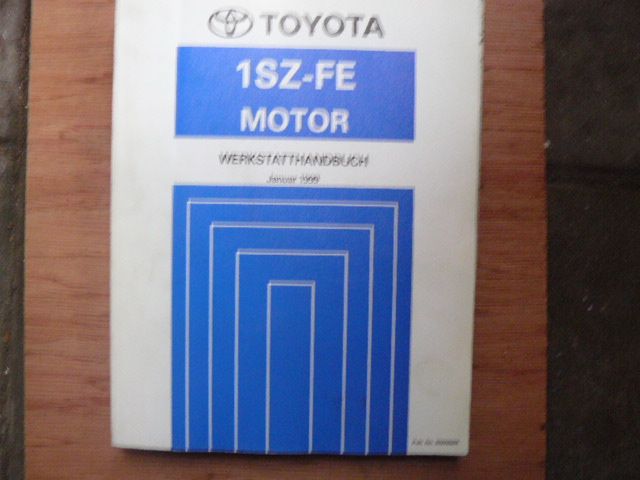 TOYOTA
1SZ-FE
MOTOR
WERKSTATTHANDBUCH
Januar 1999